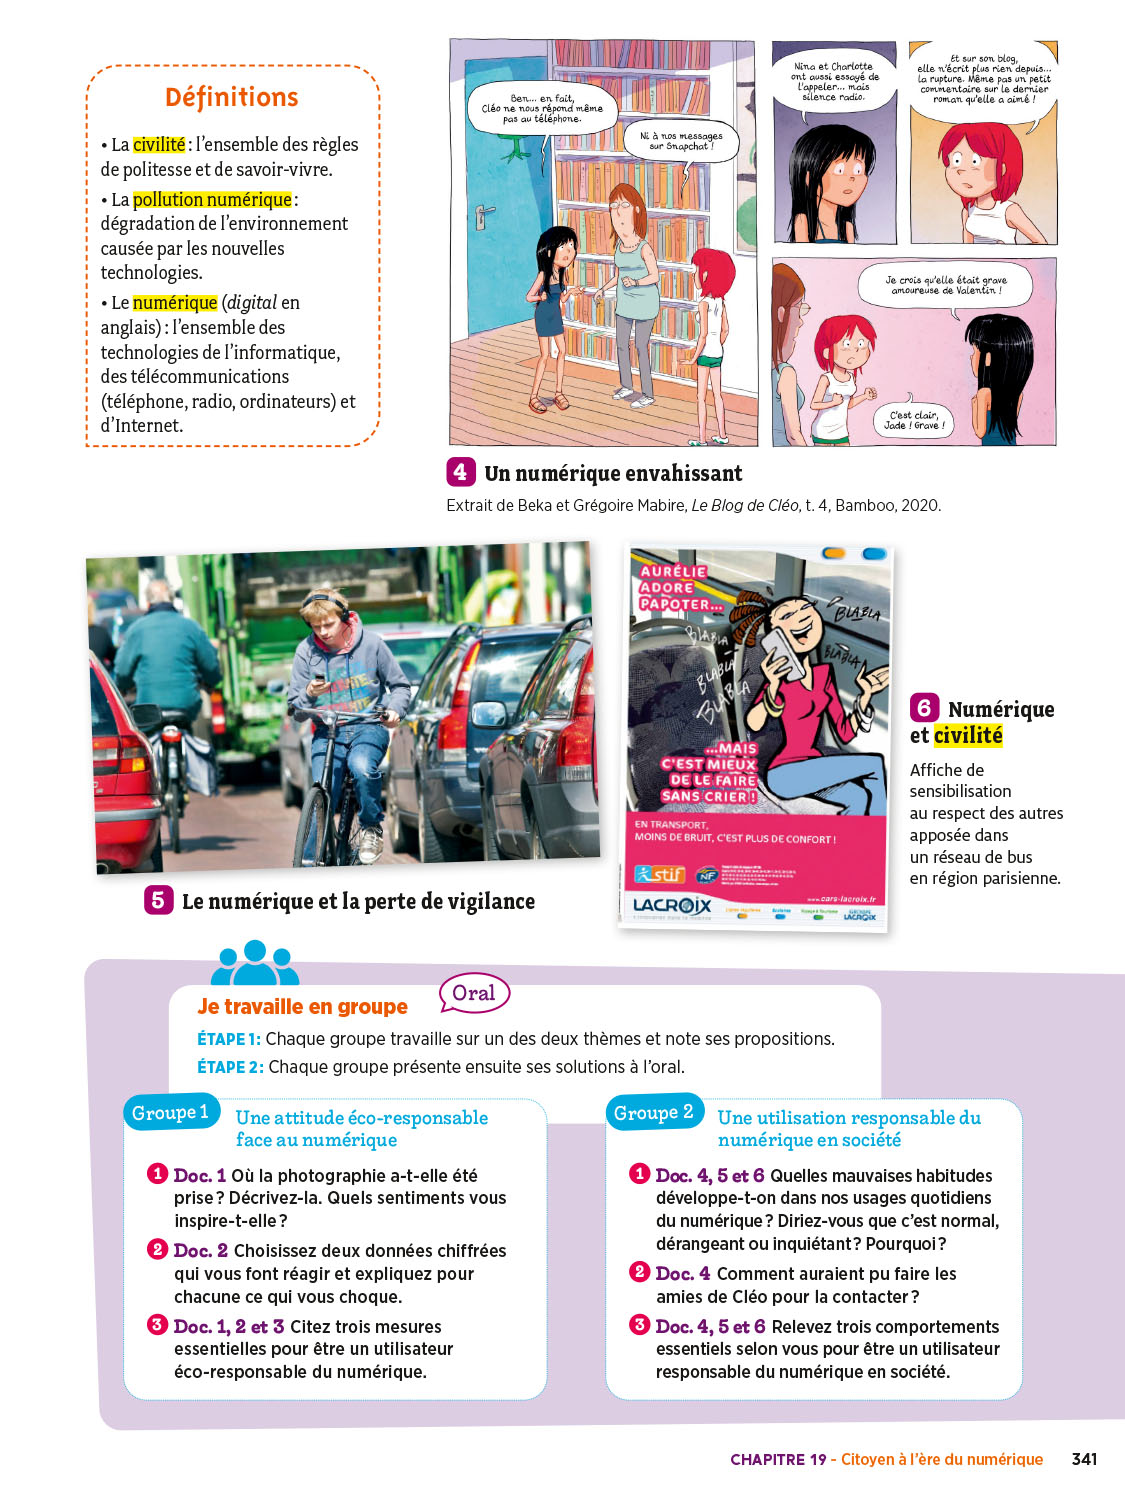 Définitions
• La civilité : l'ensemble des règles
de politesse et de savoir-vivre.
• La pollution numérique :
dégradation de l'environnement
causée par les nouvelles
technologies.
• Le numérique (digital en
anglais) : l'ensemble des
technologies de l'informatique,
des télécommunications
(téléphone, radio, ordinateurs) et
d'Internet.
Ben... en fait,
Cléo ne nous répond même
pas au téléphone.
Ni à nos messages
sur Snapchat !
Nina et Charlotte
ont aussi essayé de
l'appeler... mais
silence radio.
Et sur son blog,
elle n'écrit plus rien depuis...
la rupture. Même pas un petit
commentaire sur le dernier
roman qu'elle a aimé !
Je crois qu'elle était grave
amoureuse de Valentin !
C'est clair,
Jade ! Grave !
4 Un numérique envahissant
Extrait de Beka et Grégoire Mabire, Le Blog de Cléo, t. 4, Bamboo, 2020.
5 Le numérique et la perte de vigilance
AURÉLIE
ADORE
PAPOTER...
BLABLA
BLABLA
BLABLA
BLABLA
...MAIS
C'EST MIEUX
DE LE FAIRE
SANS CRIER !
EN TRANSPORT,
MOINS DE BRUIT, C'EST PLUS DE CONFORT !
stif
NF
www.cars-lacroix.fr
LACROIX
GROUPE
LACROIX
6 Numérique
et civilité
Affiche de
sensibilisation
au respect des autres
apposée dans
un réseau de bus
en région parisienne.
Je travaille en groupe
Oral
ÉTAPE 1 : Chaque groupe travaille sur un des deux thèmes et note ses propositions.
ÉTAPE 2 : Chaque groupe présente ensuite ses solutions à l'oral.
Groupe 1
Une attitude éco-responsable
face au numérique
1 Doc. 1 Où la photographie a-t-elle été
prise ? Décrivez-la. Quels sentiments vous
inspire-t-elle ?
2 Doc. 2 Choisissez deux données chiffrées
qui vous font réagir et expliquez pour
chacune ce qui vous choque.
3 Doc. 1, 2 et 3 Citez trois mesures
essentielles pour être un utilisateur
éco-responsable du numérique.
Groupe 2
Une utilisation responsable du
numérique en société
1 Doc. 4, 5 et 6 Quelles mauvaises habitudes
développe-t-on dans nos usages quotidiens
du numérique ? Diriez-vous que c'est normal,
dérangeant ou inquiétant ? Pourquoi ?
2 Doc. 4 Comment auraient pu faire les
amies de Cléo pour la contacter ?
3 Doc. 4, 5 et 6 Relevez trois comportements
essentiels selon vous pour être un utilisateur
responsable du numérique en société.
CHAPITRE 19 - Citoyen à l'ère du numérique 341